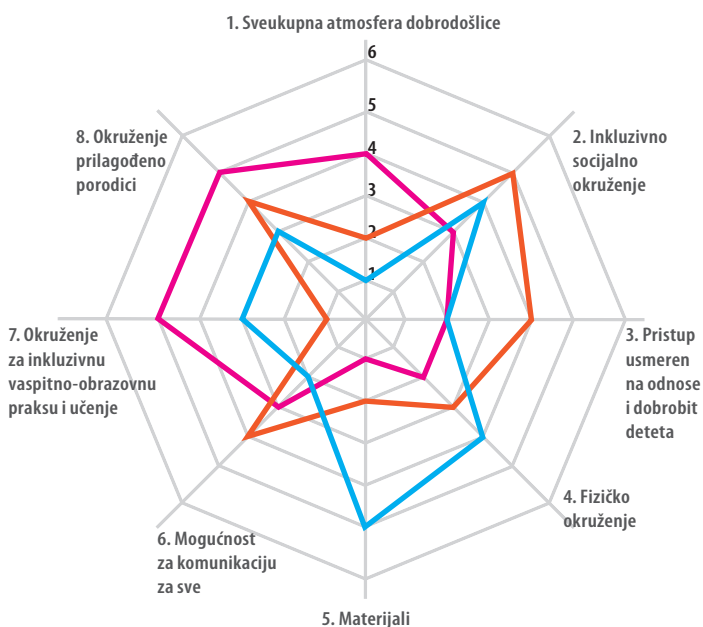 1. Sveukupna atmosfera dobrodošlice
6
5
4
3
2
1
2. Inkluzivno
socijalno
okruženje
3. Pristup
usmeren
na odnose
i dobrobit
deteta
4. Fizičko
okruženje
5. Materijali
6. Mogućnost
za komunikaciju
za sve
7. Okruženje
za inkluzivnu
vaspitno-obrazovnu
praksu i učenje
8. Okruženje
prilagođeno
porodici